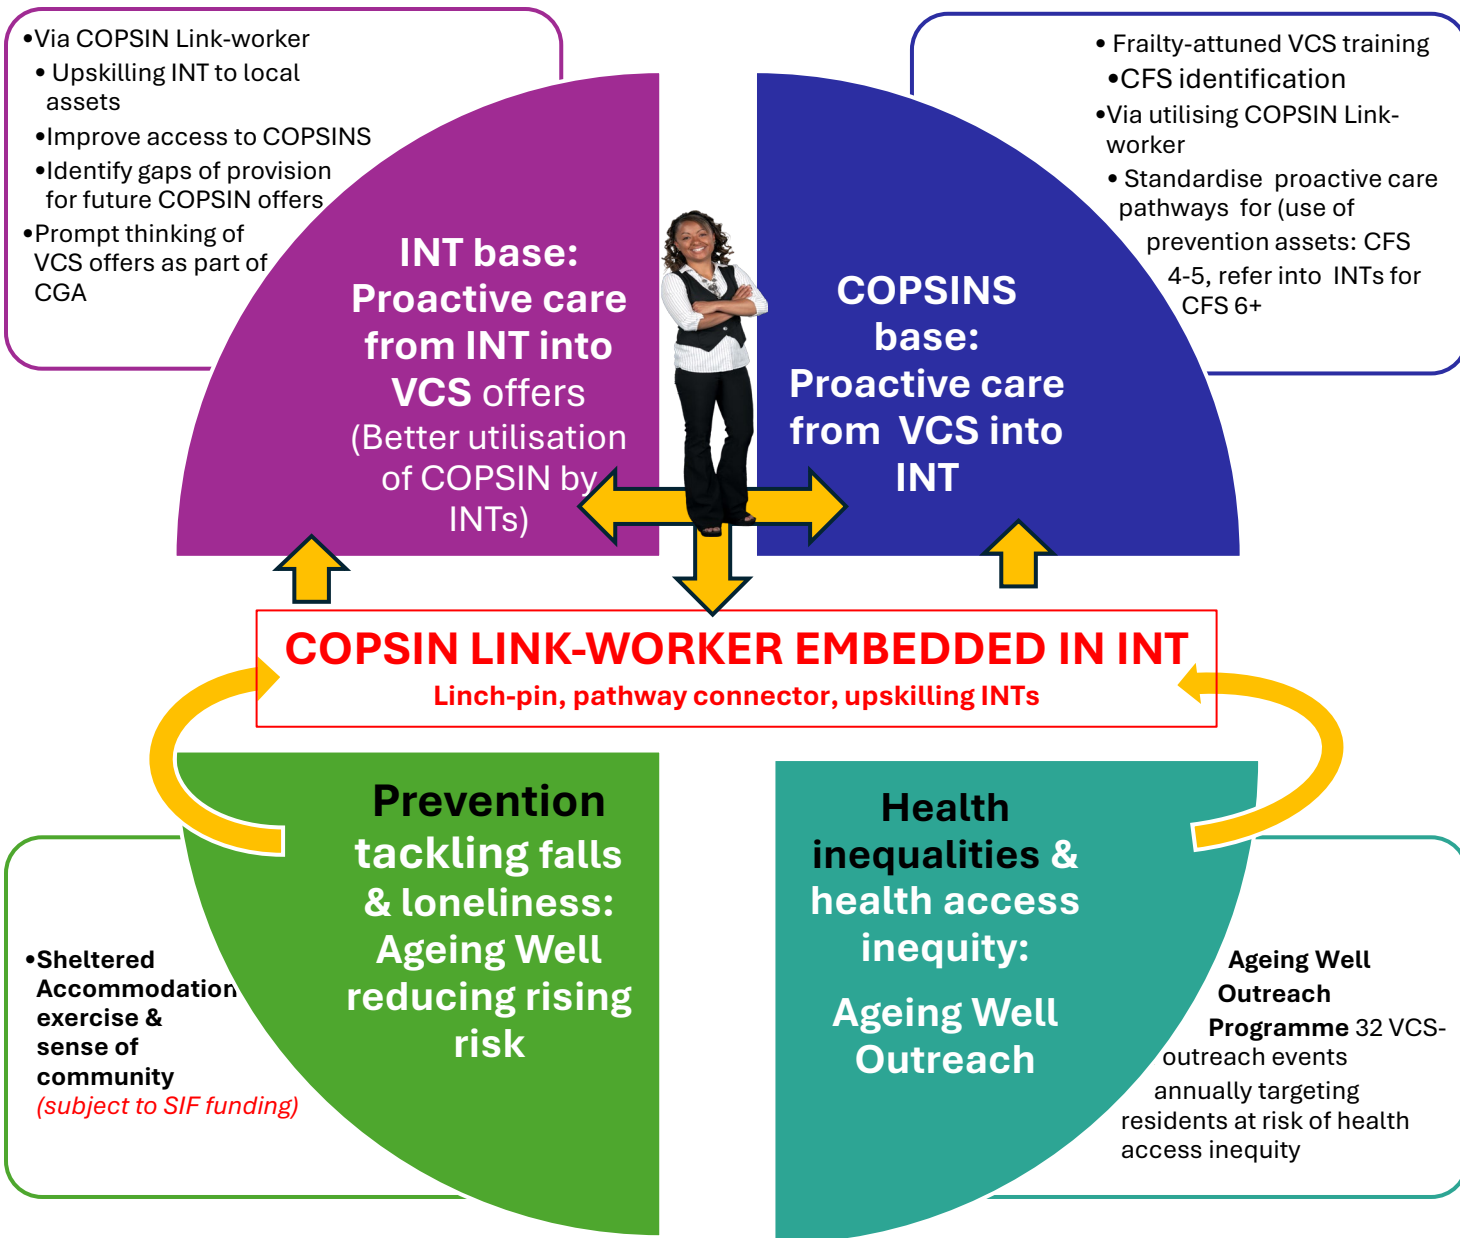 •Via COPSIN Link-worker
• Upskilling INT to local
assets
•Improve access to COPSINS
•Identify gaps of provision
for future COPSIN offers
•Prompt thinking of
VCS offers as part of
CGA
• Frailty-attuned VCS training
•CFS identification
•Via utilising COPSIN Link-
worker
• Standardise proactive care
pathways for (use of
prevention assets: CFS
4-5, refer into INTs for
CFS 6+
INT base:
Proactive care
from INT into
VCS offers
(Better utilisation
of COPSIN by
INTs)
COPSINS
base:
Proactive care
from VCS into
INT
COPSIN LINK-WORKER EMBEDDED IN INT
Linch-pin, pathway connector, upskilling INTs
Prevention
tackling falls
& loneliness:
Ageing Well
reducing rising
risk
Health
inequalities &
health access
inequity:
Ageing Well
Outreach
•Sheltered
Accommodation
exercise &
sense of
community
(subject to SIF funding)
Ageing Well
Outreach
Programme 32 VCS-
outreach events
annually targeting
residents at risk of health
access inequity